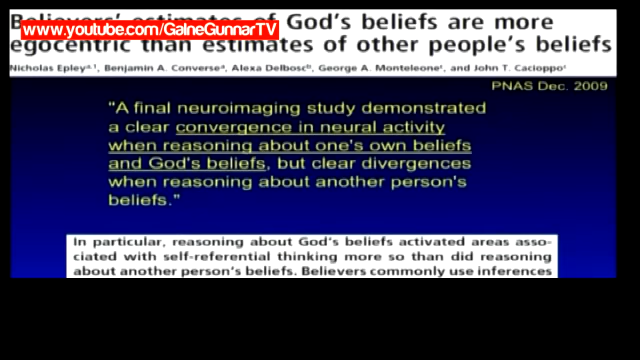 Believers' estimates of God's beliefs are more
www.youtube.com/GalneGunnarTV
egocentric than estimates of other people's beliefs
Nicholas Epley, Benjamin A. Converse, Alexa Delbosc, George A. Monteleone, and John T. Cacioppo
PNAS Dec. 2009
"A final neuroimaging study demonstrated
a clear convergence in neural activity
when reasoning about one's own beliefs
and God's beliefs, but clear divergences
when reasoning about another person's
beliefs."
In particular, reasoning about God's beliefs activated areas asso-
ciated with self-referential thinking more so than did reasoning
about another person's beliefs. Believers commonly use inferences